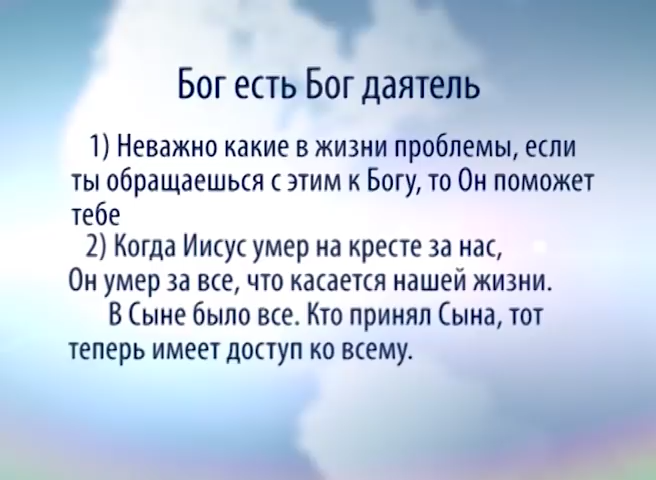 Бог есть Бог даятель
1) Неважно какие в жизни проблемы, если
ты обращаешься с этим к Богу, то Он поможет
тебе
2) Когда Иисус умер на кресте за нас,
Он умер за все, что касается нашей жизни.
В Сыне было все. Кто принял Сына, тот
теперь имеет доступ ко всему.